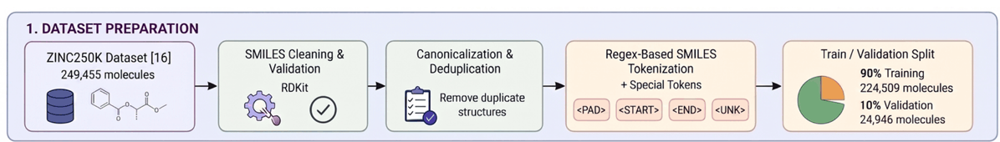 1. DATASET PREPARATION
ZINC250K Dataset [16]
249,455 molecules
SMILES Cleaning &
Validation
RDKit
Canonicalization &
Deduplication
Remove duplicate
structures
Regex-Based SMILES
Tokenization
+ Special Tokens
<PAD> <START> <END> <UNK>
Train / Validation Split
90% Training
224,509 molecules
10% Validation
24,946 molecules